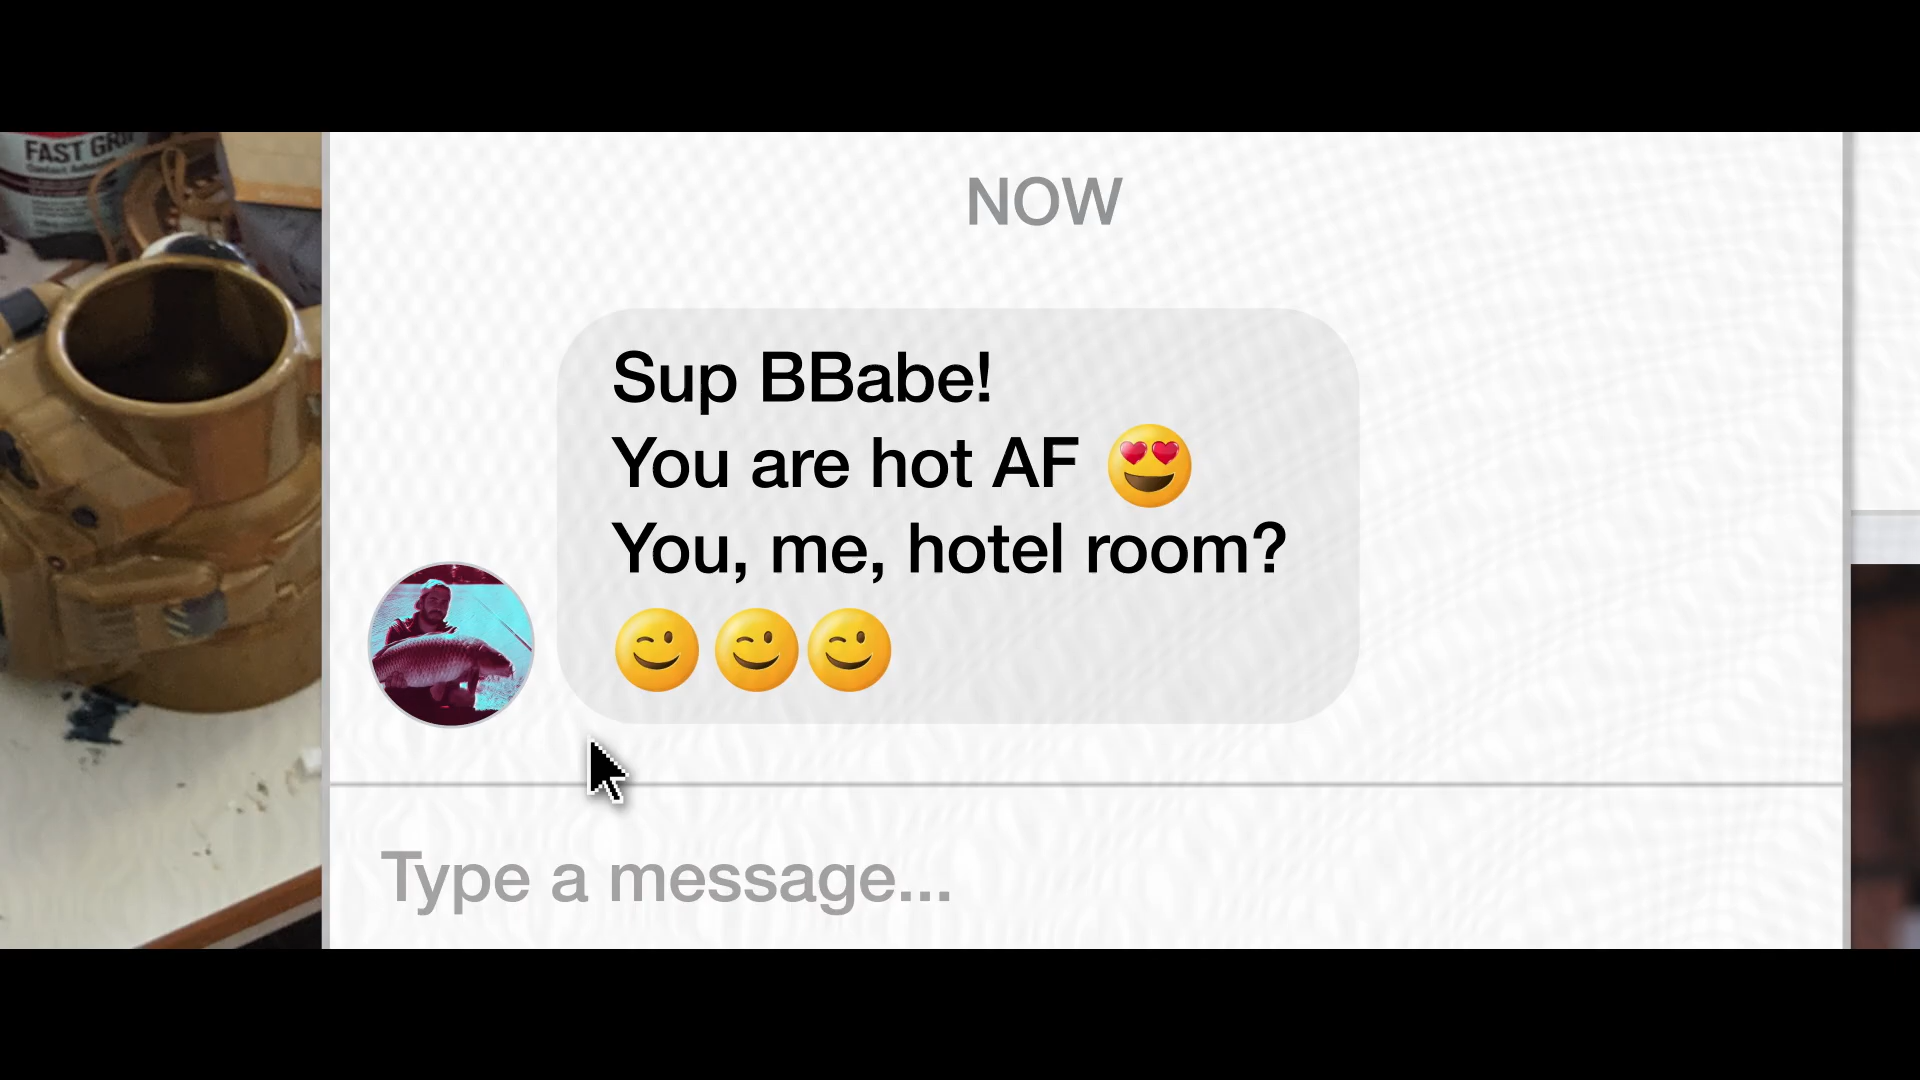 FAST GRI
NOW
Sup BBabe!
You are hot AF 😍
You, me, hotel room?
😉😉😉
Type a message...